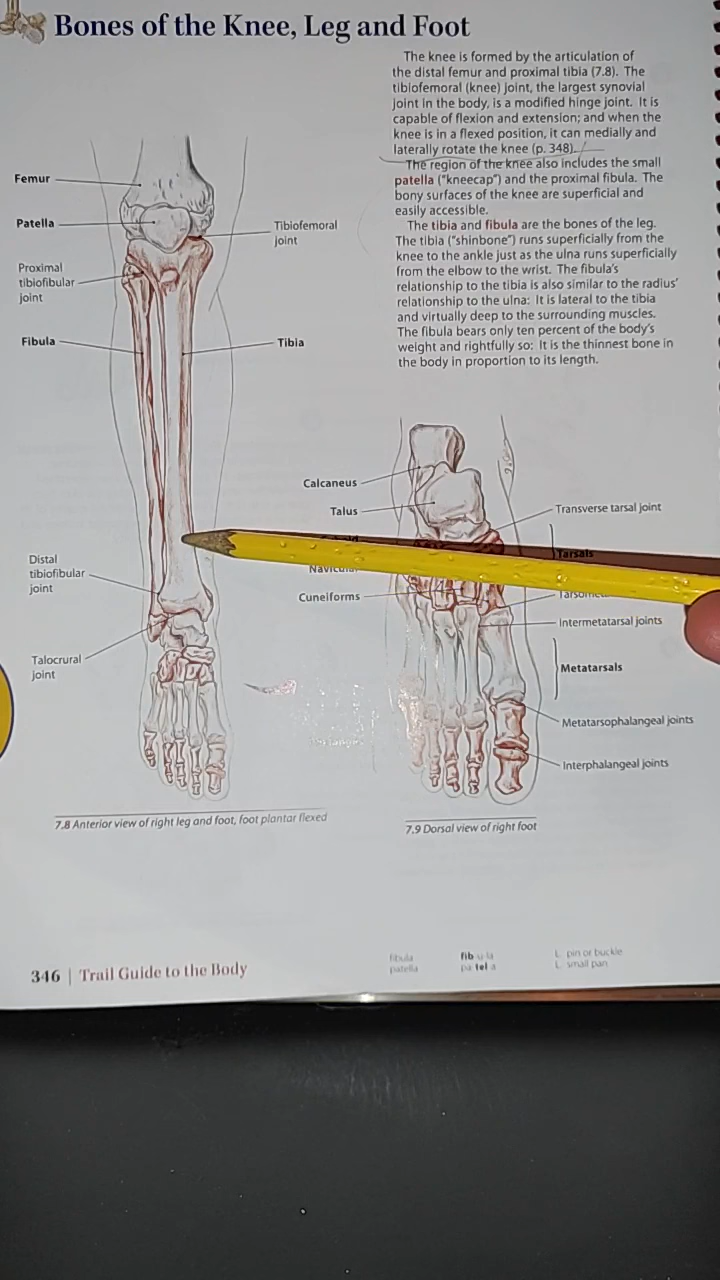 Bones of the Knee, Leg and Foot
The knee is formed by the articulation of
the distal femur and proximal tibia (7.8). The
tibiofemoral (knee) joint, the largest synovial
joint in the body, is a modified hinge joint. It is
capable of flexion and extension; and when the
knee is in a flexed position, it can medially and
laterally rotate the knee (p. 348).
The region of the knee also includes the small
patella ("kneecap") and the proximal fibula. The
bony surfaces of the knee are superficial and
easily accessible.
The tibia and fibula are the bones of the leg.
The tibia ("shinbone") runs superficially from the
knee to the ankle just as the ulna runs superficially
from the elbow to the wrist. The fibula's
relationship to the tibia is also similar to the radius'
relationship to the ulna: It is lateral to the tibia
and virtually deep to the surrounding muscles.
The fibula bears only ten percent of the body's
weight and rightfully so: It is the thinnest bone in
the body in proportion to its length.
Femur
Patella
Tibiofemoral
joint
Proximal
tibiofibular
joint
Fibula
Tibia
Distal
tibiofibular
joint
Talocrural
joint
7.8 Anterior view of right leg and foot, foot plantar flexed
Calcaneus
Talus
Transverse tarsal joint
Tarsals
Cuneiforms
Intermetatarsal joints
Metatarsals
Metatarsophalangeal joints
Interphalangeal joints
7.9 Dorsal view of right foot
346 | Trail Guide to the Body
fibula fib-u-la L. pin or buckle
patella pa-tel-a L. small pan